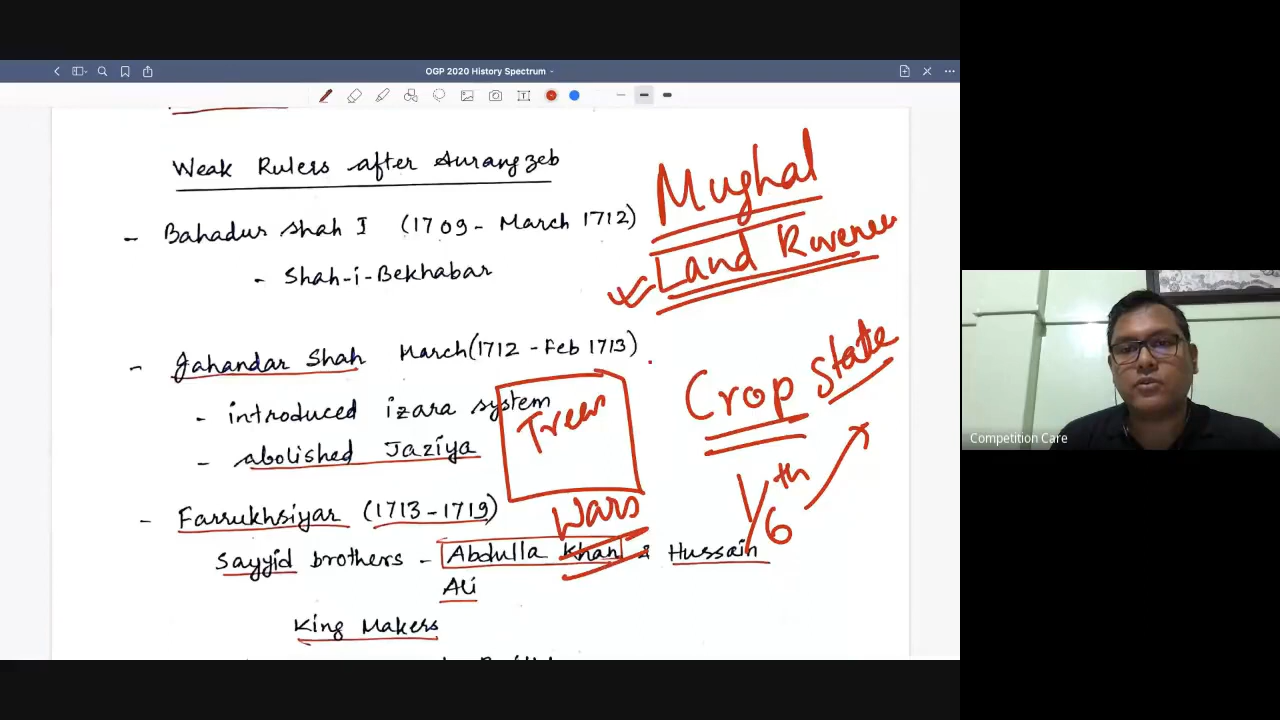 OGP 2020 History Spectrum
Weak Rulers after Aurangzeb
- Bahadur Shah I (1709 - March 1712)
- Shah-i-Bekhabar
- Jahandar Shah March (1712 - Feb 1713)
- introduced izara system
- abolished Jaziya
- Farrukhsiyar (1713 - 1719)
Sayyid brothers - Abdulla Khan & Hussain
Ali
King Makers
Mughal
Land Revenue
Crop State
1/6 th
Wars
Competition Care